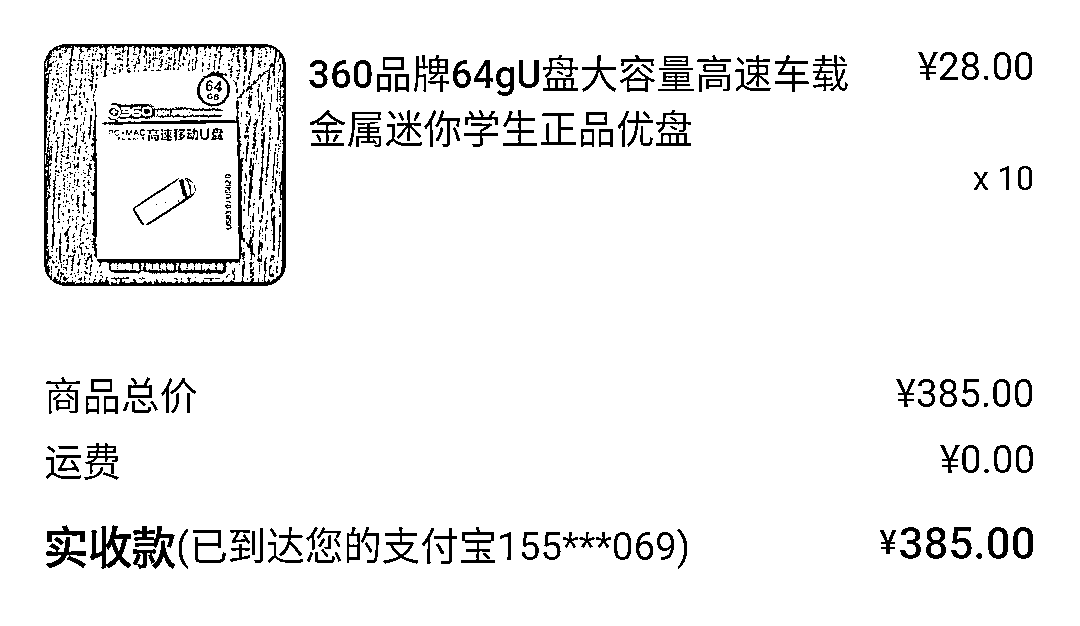 360品牌64gU盘大容量高速车载
金属迷你学生正品优盘
¥28.00
x 10
64
GB
360
高速移动U盘
商品总价
¥385.00
运费
¥0.00
实收款(已到达您的支付宝155***069)
¥385.00